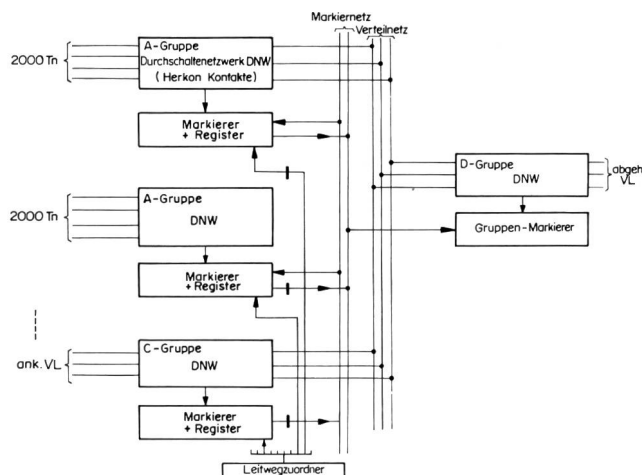 Markiernetz
Verteilnetz
2000 Tn
A-Gruppe
Durchschaltenetzwerk DNW
(Herkon Kontakte)
Markierer
+ Register
D-Gruppe
DNW
abgeh
VL
Gruppen-Markierer
2000 Tn
A-Gruppe
DNW
Markierer
+ Register
ank. VL
C-Gruppe
DNW
Markierer
+ Register
Leitwegzuordner